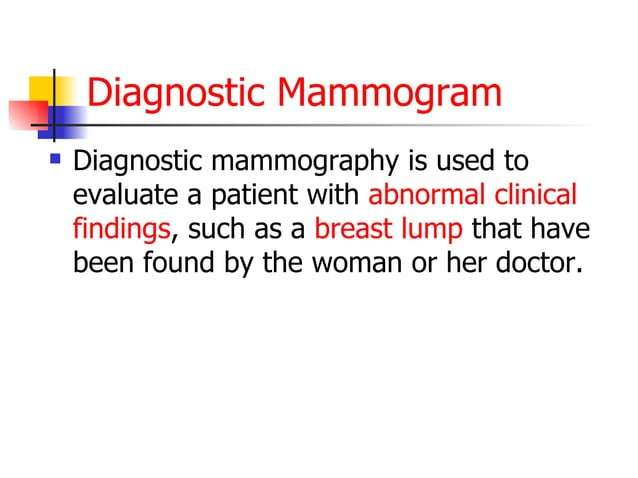 Diagnostic Mammogram
Diagnostic mammography is used to
evaluate a patient with abnormal clinical
findings, such as a breast lump that have
been found by the woman or her doctor.